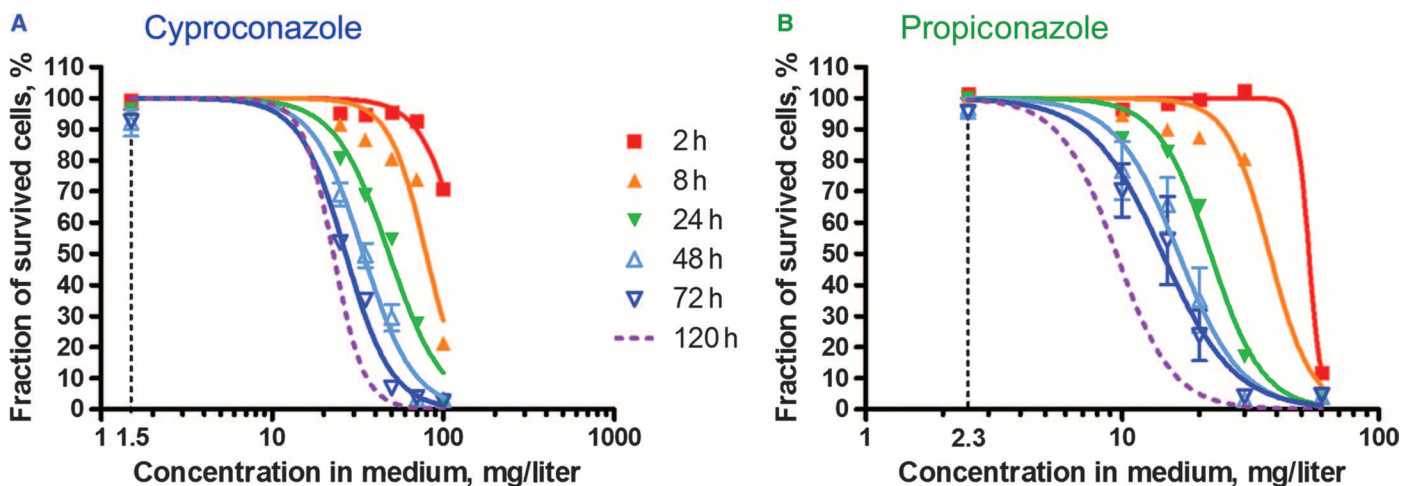 A Cyproconazole
Fraction of survived cells, %
110
100
90
80
70
60
50
40
30
20
10
0
1 1.5 10 100 1000
Concentration in medium, mg/liter
2 h
8 h
24 h
48 h
72 h
120 h
B Propiconazole
Fraction of survived cells, %
110
100
90
80
70
60
50
40
30
20
10
0
1 2.3 10 100
Concentration in medium, mg/liter